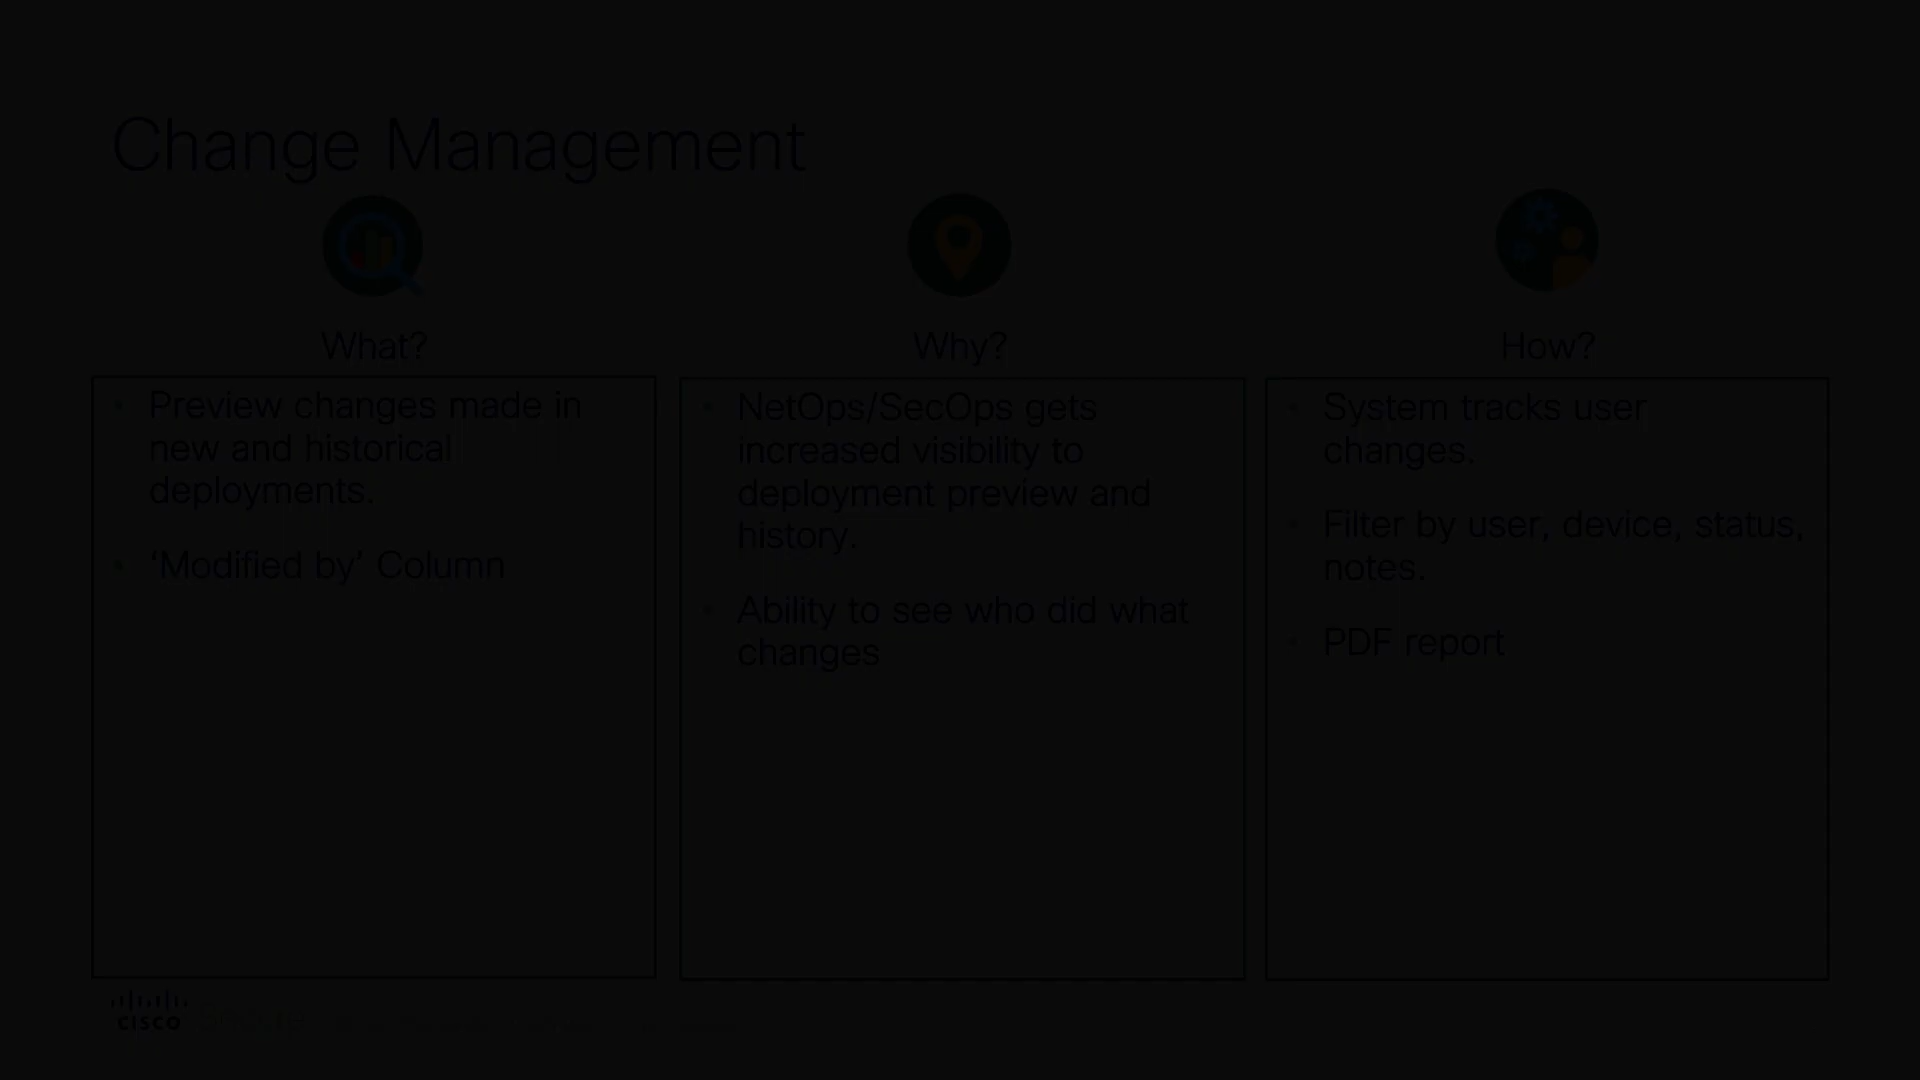 Change Management
What?
• Preview changes made in
new and historical
deployments.
• ‘Modified by’ Column
Why?
• NetOps/SecOps gets
increased visibility to
deployment preview and
history.
• Ability to see who did what
changes
How?
• System tracks user
changes.
• Filter by user, device, status,
notes.
• PDF report
cisco